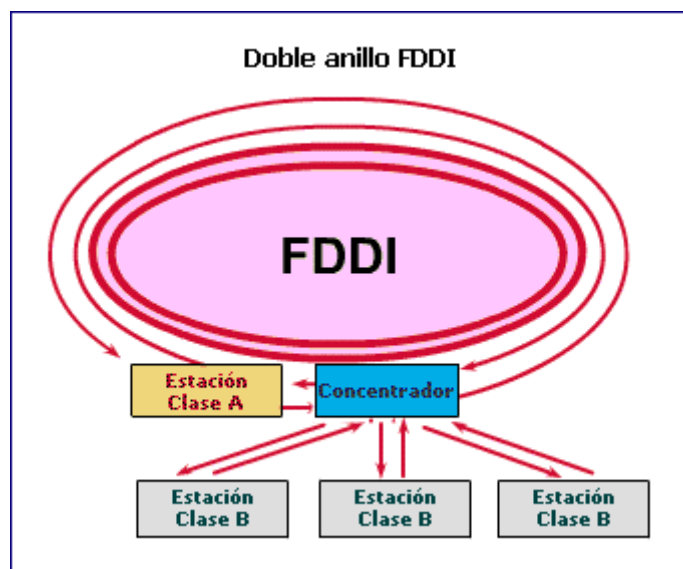 Doble anillo FDDI
FDDI
Estación
Clase A
Concentrador
Estación
Clase B
Estación
Clase B
Estación
Clase B